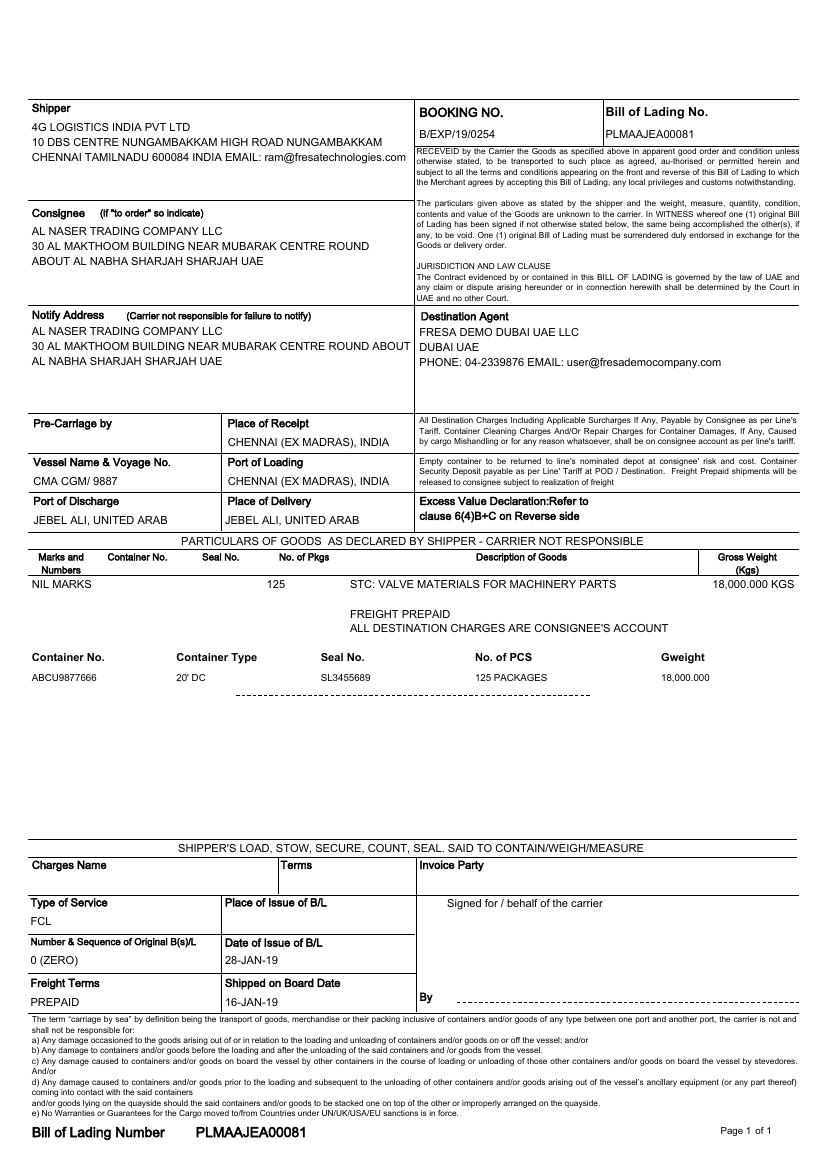 Shipper
4G LOGISTICS INDIA PVT LTD
10 DBS CENTRE NUNGAMBAKKAM HIGH ROAD NUNGAMBAKKAM
CHENNAI TAMILNADU 600084 INDIA EMAIL: ram@fresatechnologies.com
BOOKING NO.
B/EXP/19/0254
Bill of Lading No.
PLMAAJEA00081
RECEVEID by the Carrier the Goods as specified above in apparent good order and condition unless
otherwise stated, to be transported to such place as agreed, au-thorised or permitted herein and
subject to all the terms and conditions appearing on the front and reverse of this Bill of Lading to which
the Merchant agrees by accepting this Bill of Lading, any local privileges and customs notwithstanding.
The particulars given above as stated by the shipper and the weight, measure, quantity, condition,
contents and value of the Goods are unknown to the carrier. In WITNESS whereof one (1) original Bill
of Lading has been signed if not otherwise stated below, the same being accomplished the other(s), if
any, to be void. One (1) original Bill of Lading must be surrendered duly endorsed in exchange for the
Goods or delivery order.
JURISDICTION AND LAW CLAUSE
The Contract evidenced by or contained in this BILL OF LADING is governed by the law of UAE and
any claim or dispute arising hereunder or in connection herewith shall be determined by the Court in
UAE and no other Court.
Consignee (if "to order" so indicate)
AL NASER TRADING COMPANY LLC
30 AL MAKTHOOM BUILDING NEAR MUBARAK CENTRE ROUND
ABOUT AL NABHA SHARJAH SHARJAH UAE
Notify Address (Carrier not responsible for failure to notify)
AL NASER TRADING COMPANY LLC
30 AL MAKTHOOM BUILDING NEAR MUBARAK CENTRE ROUND ABOUT
AL NABHA SHARJAH SHARJAH UAE
Destination Agent
FRESA DEMO DUBAI UAE LLC
DUBAI UAE
PHONE: 04-2339876 EMAIL: user@fresademocompany.com
Pre-Carriage by
Place of Receipt
CHENNAI (EX MADRAS), INDIA
All Destination Charges Including Applicable Surcharges If Any, Payable by Consignee as per Line's
Tariff. Container Cleaning Charges And/Or Repair Charges for Container Damages, If Any, Caused
by cargo Mishandling or for any reason whatsoever, shall be on consignee account as per line's tariff.
Vessel Name & Voyage No.
CMA CGM/ 9887
Port of Loading
CHENNAI (EX MADRAS), INDIA
Empty container to be returned to line's nominated depot at consignee' risk and cost. Container
Security Deposit payable as per Line' Tariff at POD / Destination. Freight Prepaid shipments will be
released to consignee subject to realization of freight
Port of Discharge
JEBEL ALI, UNITED ARAB
Place of Delivery
JEBEL ALI, UNITED ARAB
Excess Value Declaration:Refer to
clause 6(4)B+C on Reverse side
PARTICULARS OF GOODS AS DECLARED BY SHIPPER - CARRIER NOT RESPONSIBLE
Marks and Container No. Seal No. No. of Pkgs Description of Goods Gross Weight
Numbers (Kgs)
NIL MARKS 125 STC: VALVE MATERIALS FOR MACHINERY PARTS 18,000.000 KGS
FREIGHT PREPAID
ALL DESTINATION CHARGES ARE CONSIGNEE'S ACCOUNT
Container No. Container Type Seal No. No. of PCS Gweight
ABCU9877666 20' DC SL3455689 125 PACKAGES 18,000.000
SHIPPER'S LOAD, STOW, SECURE, COUNT, SEAL. SAID TO CONTAIN/WEIGH/MEASURE
Charges Name
Terms
Invoice Party
Type of Service
FCL
Place of Issue of B/L
Signed for / behalf of the carrier
Number & Sequence of Original B(s)/L
0 (ZERO)
Date of Issue of B/L
28-JAN-19
Freight Terms
PREPAID
Shipped on Board Date
16-JAN-19
By
The term “carriage by sea” by definition being the transport of goods, merchandise or their packing inclusive of containers and/or goods of any type between one port and another port, the carrier is not and
shall not be responsible for:
a) Any damage occasioned to the goods arising out of or in relation to the loading and unloading of containers and/or goods on or off the vessel; and/or
b) Any damage to containers and/or goods before the loading and after the unloading of the said containers and /or goods from the vessel.
c) Any damage caused to containers and/or goods on board the vessel by other containers in the course of loading or unloading of those other containers and/or goods on board the vessel by stevedores.
And/or
d) Any damage caused to containers and/or goods prior to the loading and subsequent to the unloading of other containers and/or goods arising out of the vessel's ancillary equipment (or any part thereof)
coming into contact with the said containers
and/or goods lying on the quayside should the said containers and/or goods to be stacked one on top of the other or improperly arranged on the quayside.
e) No Warranties or Guarantees for the Cargo moved to/from Countries under UN/UK/USA/EU sanctions is in force.
Bill of Lading Number PLMAAJEA00081
Page 1 of 1